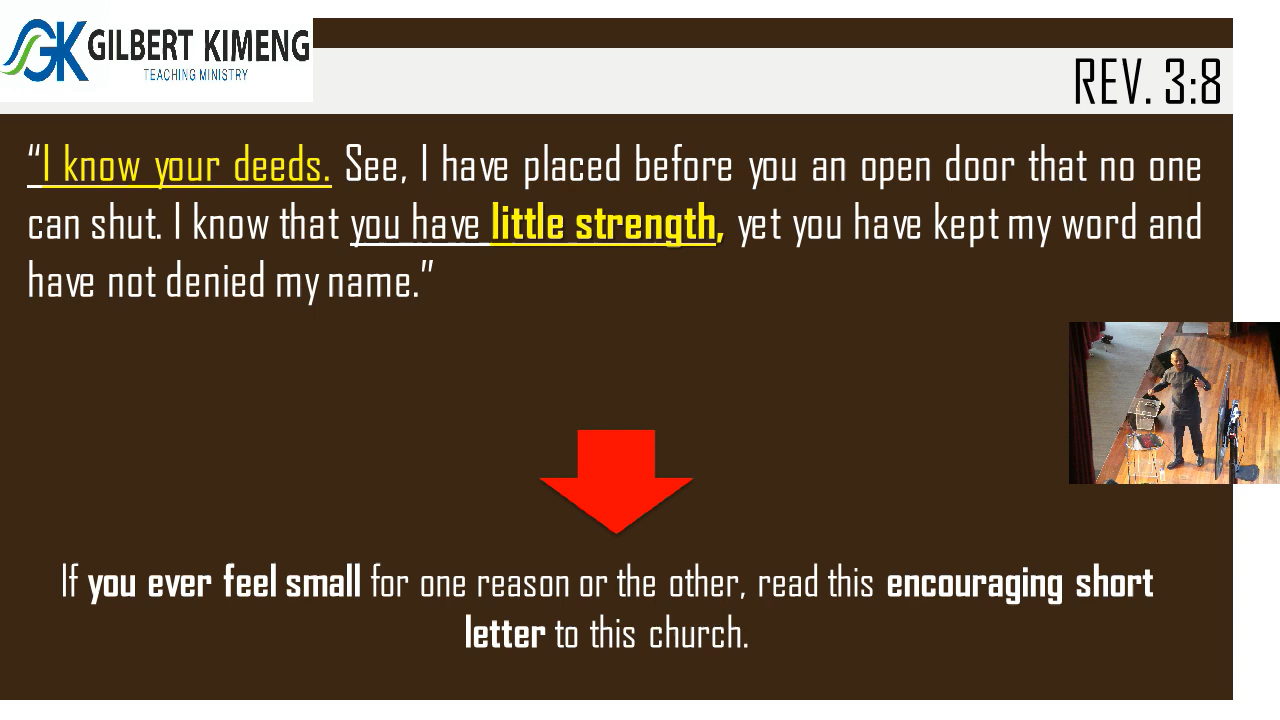 GK GILBERT KIMENG
TEACHING MINISTRY
REV. 3:8
“I know your deeds. See, I have placed before you an open door that no one
can shut. I know that you have little strength, yet you have kept my word and
have not denied my name.”
If you ever feel small for one reason or the other, read this encouraging short
letter to this church.